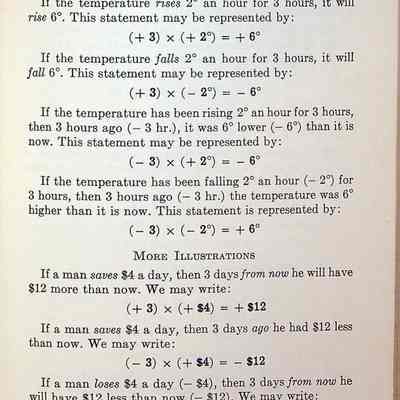 If the temperature rises 2° an hour for 3 hours, it will
rise 6°. This statement may be represented by:
(+ 3) × (+ 2°) = + 6°
If the temperature falls 2° an hour for 3 hours, it will
fall 6°. This statement may be represented by:
(+ 3) × (− 2°) = − 6°
If the temperature has been rising 2° an hour for 3 hours,
then 3 hours ago (− 3 hr.), it was 6° lower (− 6°) than it is
now. This statement may be represented by:
(− 3) × (+ 2°) = − 6°
If the temperature has been falling 2° an hour (− 2°) for
3 hours, then 3 hours ago (− 3 hr.) the temperature was 6°
higher than it is now. This statement is represented by:
(− 3) × (− 2°) = + 6°
MORE ILLUSTRATIONS
If a man saves $4 a day, then 3 days from now he will have
$12 more than now. We may write:
(+ 3) × (+ $4) = + $12
If a man saves $4 a day, then 3 days ago he had $12 less
than now. We may write:
(− 3) × (+ $4) = − $12
If a man loses $4 a day (− $4), then 3 days from now he
will have $12 less than now (− $12). We may write: